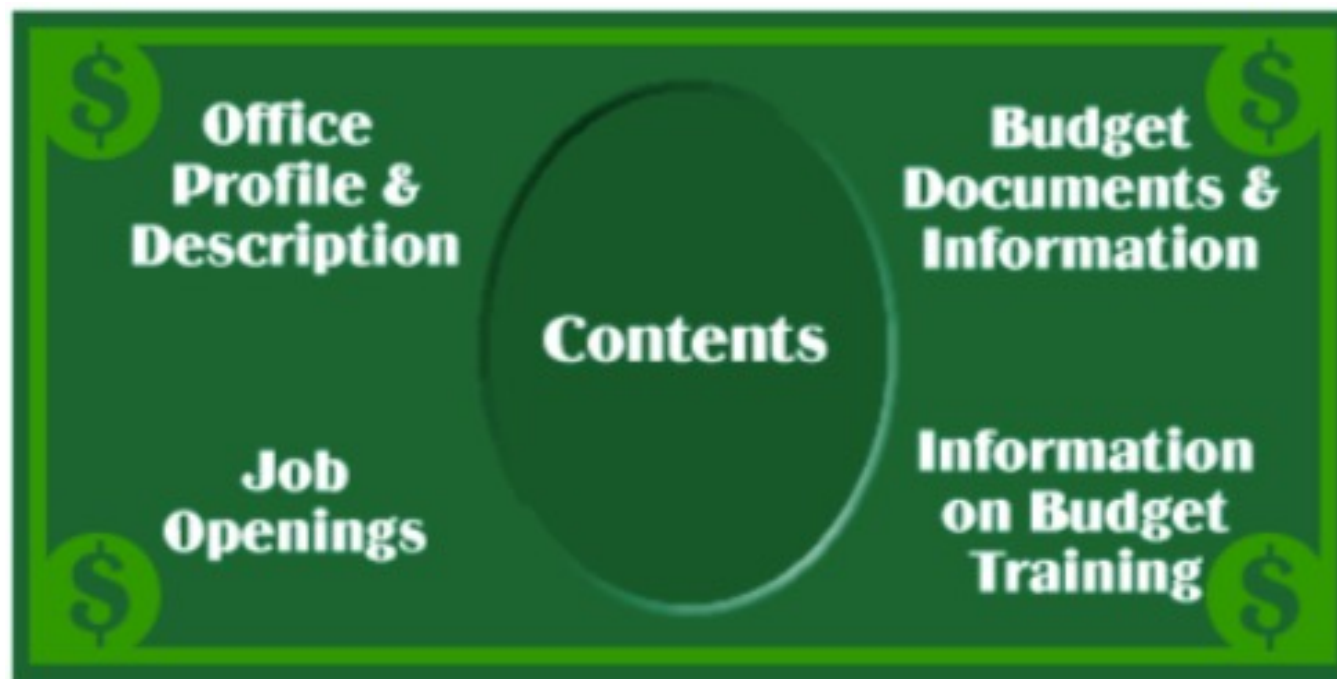 $
$
Office
Profile &
Description
Budget
Documents &
Information
Contents
Job
Openings
Information
on Budget
Training
$
$